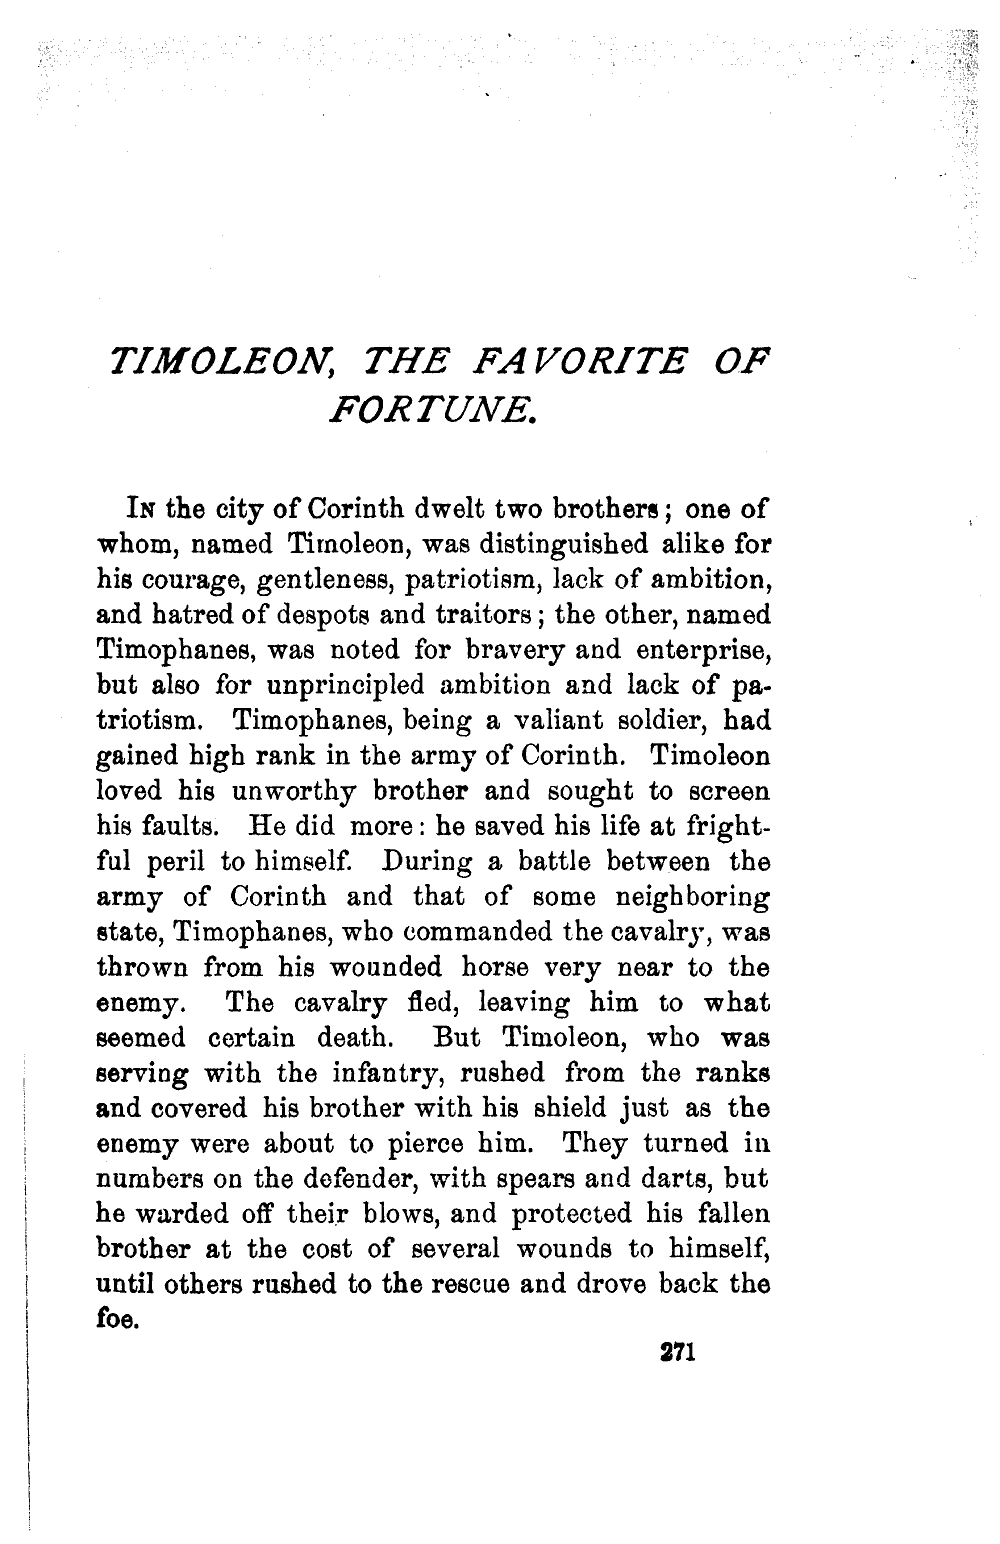 TIMOLEON, THE FAVORITE OF
FORTUNE.
In the city of Corinth dwelt two brothers; one of
whom, named Timoleon, was distinguished alike for
his courage, gentleness, patriotism, lack of ambition,
and hatred of despots and traitors; the other, named
Timophanes, was noted for bravery and enterprise,
but also for unprincipled ambition and lack of pa-
triotism. Timophanes, being a valiant soldier, had
gained high rank in the army of Corinth. Timoleon
loved his unworthy brother and sought to screen
his faults. He did more: he saved his life at fright-
ful peril to himself. During a battle between the
army of Corinth and that of some neighboring
state, Timophanes, who commanded the cavalry, was
thrown from his wounded horse very near to the
enemy. The cavalry fled, leaving him to what
seemed certain death. But Timoleon, who was
serving with the infantry, rushed from the ranks
and covered his brother with his shield just as the
enemy were about to pierce him. They turned in
numbers on the defender, with spears and darts, but
he warded off their blows, and protected his fallen
brother at the cost of several wounds to himself,
until others rushed to the rescue and drove back the
foe.
271